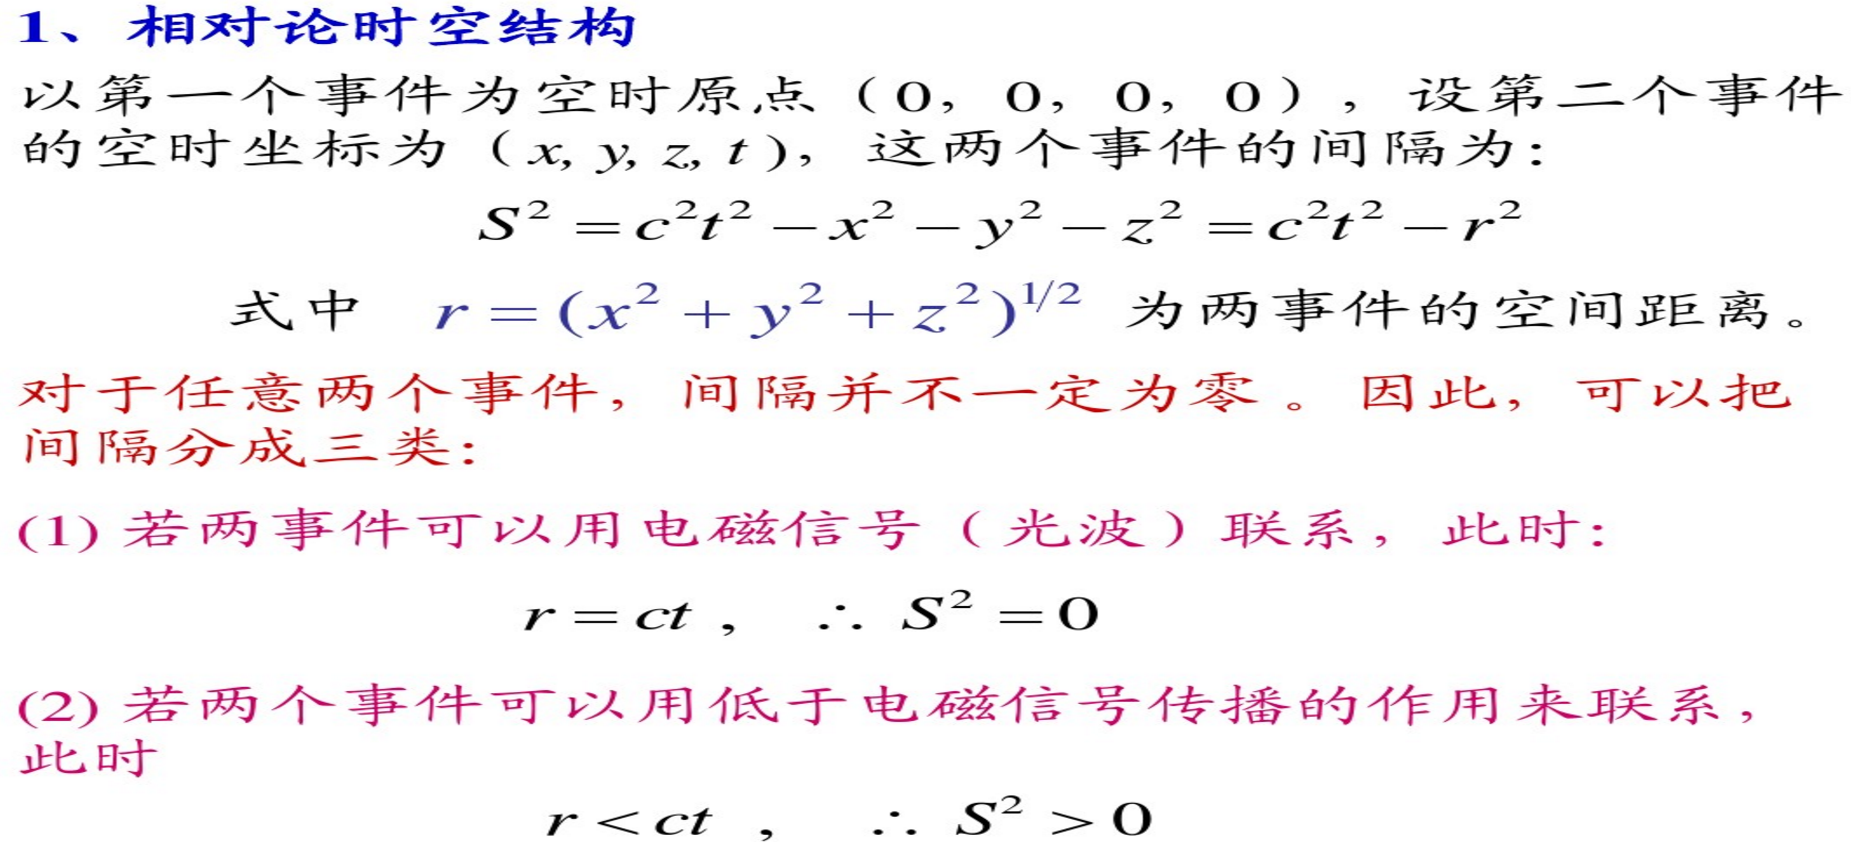 1、相对论时空结构
以第一个事件为空时原点（0，0，0，0），设第二个事件
的空时坐标为（x, y, z, t），这两个事件的间隔为：
S² = c²t² − x² − y² − z² = c²t² − r²
式中 r = (x² + y² + z²)^1/2 为两事件的空间距离。
对于任意两个事件，间隔并不一定为零。因此，可以把
间隔分成三类：
(1) 若两事件可以用电磁信号（光波）联系，此时：
r = ct , ∴ S² = 0
(2) 若两个事件可以用低于电磁信号传播的作用来联系，
此时
r < ct , ∴ S² > 0